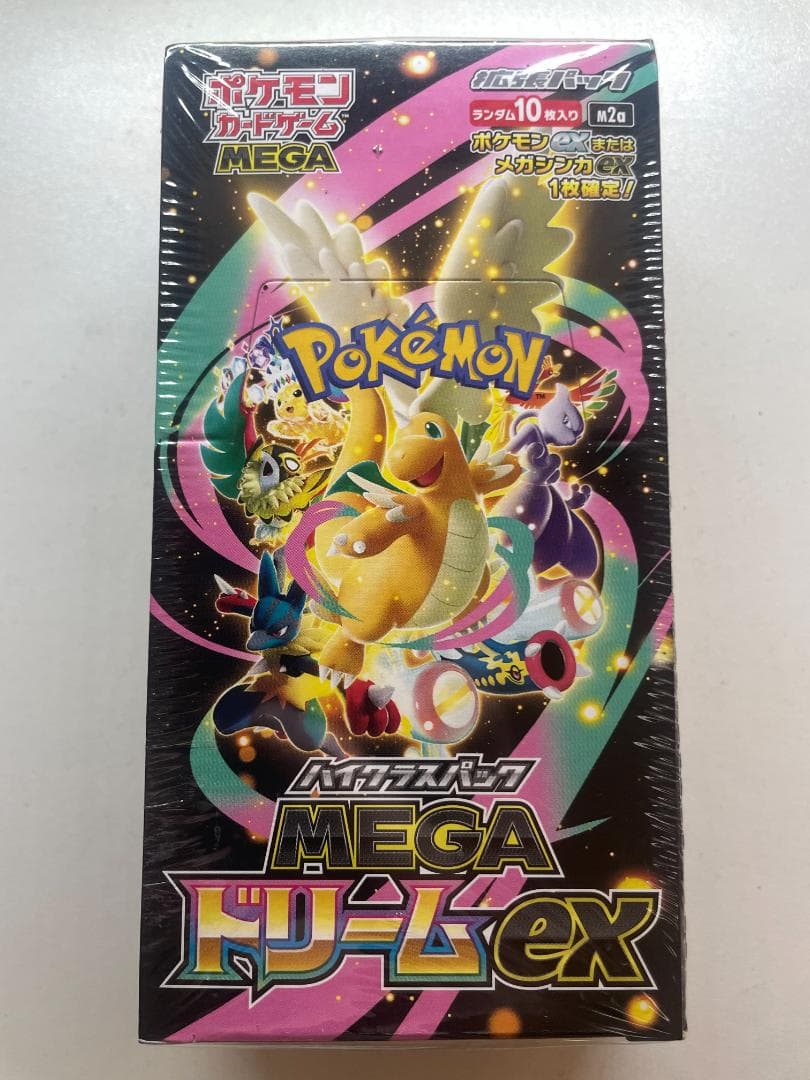 ポケモン
カードゲーム™
MEGA
拡張パック
ランダム10枚入り
M2a
ポケモンexまたは
メガシンカex
1枚確定!
POKéMON™
ハイクラスパック
MEGA
ドリームex